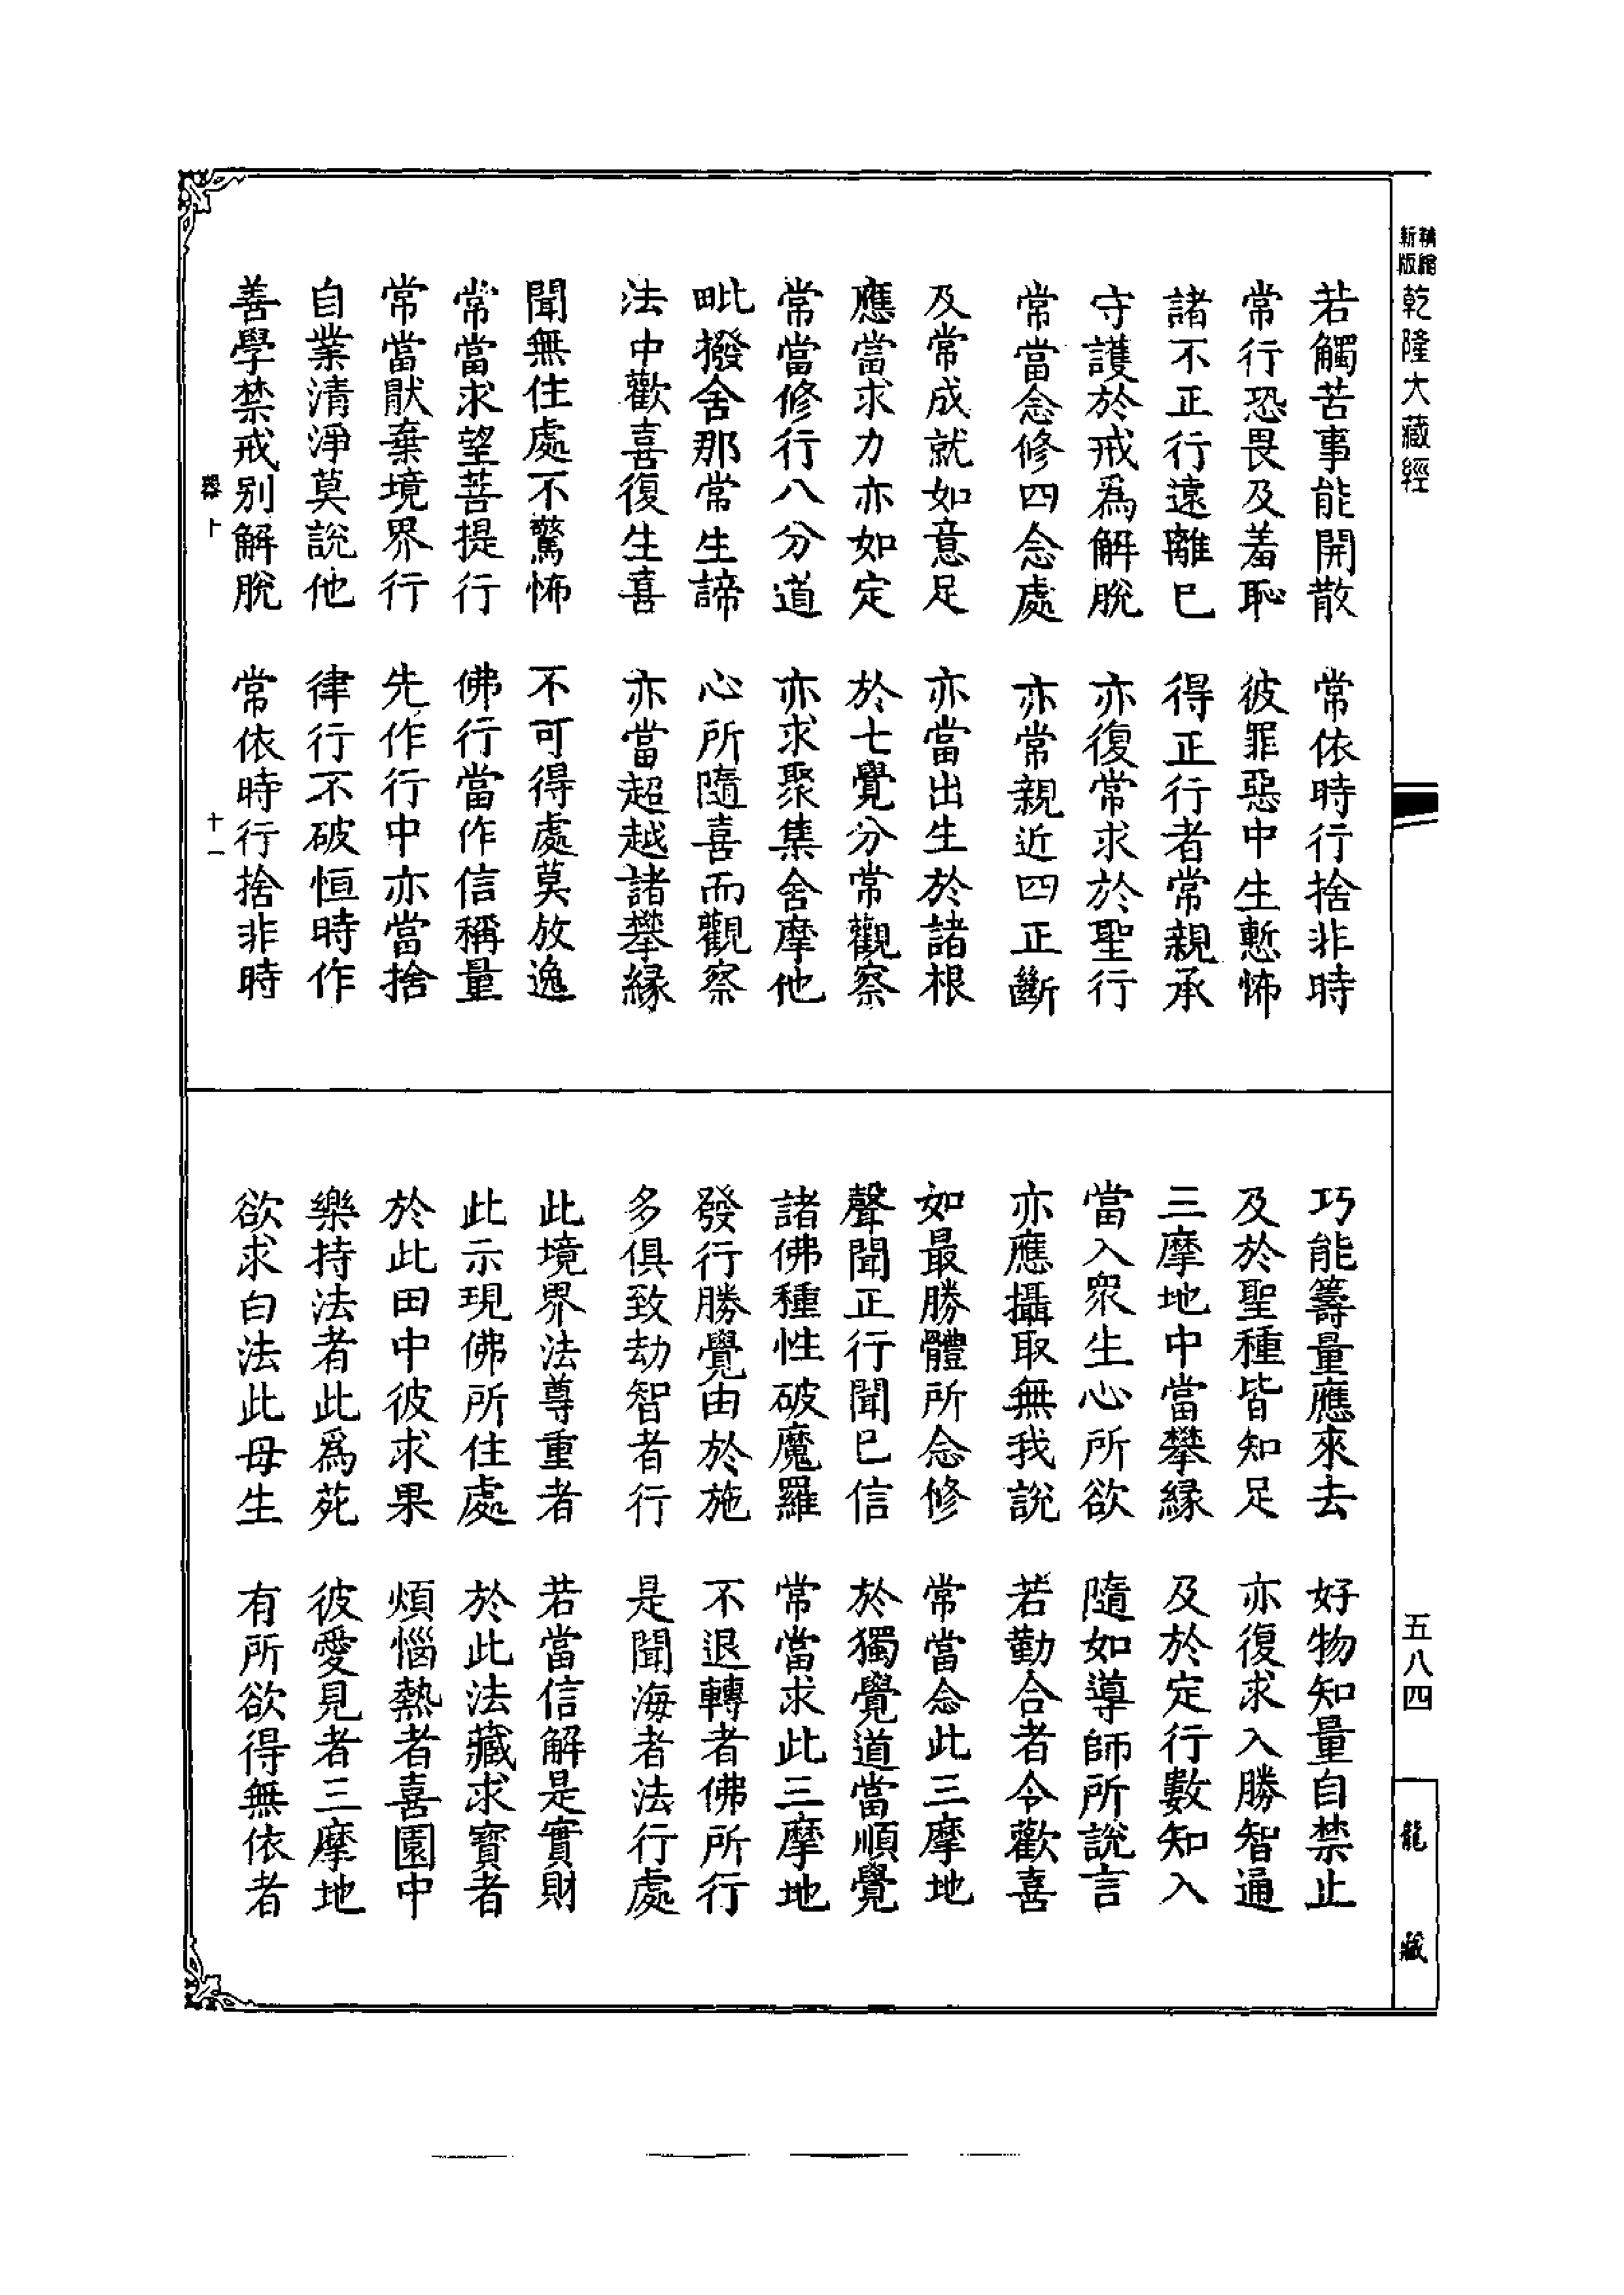 新版
精縮
乾隆大藏經
若觸苦事能開散　常依時行捨非時
常行恐畏及羞恥　彼罪惡中生慙怖
諸不正行遠離已　得正行者常親承
守護於戒爲解脫　亦復常求於聖行
常當念修四念處　亦常親近四正斷
及常成就如意足　亦當出生於諸根
應當求力亦如定　於七覺分常觀察
常當修行八分道　亦求聚集舍摩他
毗撥舍那常生諦　心所隨喜而觀察
法中歡喜復生喜　亦當超越諸攀緣
聞無住處不驚怖　不可得處莫放逸
常當求望菩提行　佛行當作信稱量
常當猒棄境界行　先作行中亦當捨
自業清淨莫說他　律行不破恒時作
善學禁戒別解脫　常依時行捨非時
器十　十一
巧能籌量應來去　好物知量自禁止
及於聖種皆知足　亦復求入勝智通
三摩地中當攀緣　及於定行數知入
當入眾生心所欲　隨如導師所說言
亦應攝取無我說　若勤合者令歡喜
如最勝體所念修　常當念此三摩地
聲聞正行聞已信　於獨覺道當順覺
諸佛種性破魔羅　常當求此三摩地
發行勝覺由於施　不退轉者佛所行
多俱致劫智者行　是聞海者法行處
此境界法尊重者　若當信解是實財
此示現佛所住處　於此法藏求寶者
於此田中彼求果　煩惱熱者喜園中
樂持法者此爲苑　彼愛見者三摩地
欲求白法此母生　有所欲得無依者
五八四
龍藏